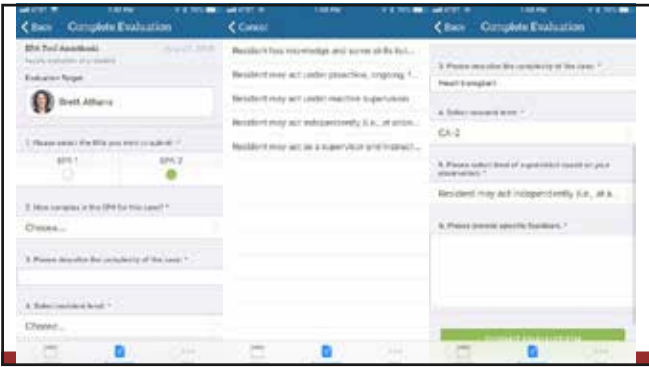 Back Complete Evaluation
EPA Tool Anesthesia
Evaluation Target
Brett Athans
1. Please select the EPA you want to submit *
EPA 1 EPA 2
2. How complex is the EPA for this case? *
Choose...
3. Please describe the complexity of the case. *
4. Select resident level *
Choose...
Cancel
Resident has knowledge and some skills but...
Resident may act under proactive, ongoing, f...
Resident may act under reactive supervision
Resident may act independently (i.e., at a...
Resident may act as a supervisor and instruct...
Back Complete Evaluation
3. Please describe the complexity of the case. *
Heart transplant
4. Select resident level *
CA-2
5. Please select level of supervision based on your
observation. *
Resident may act independently (i.e., at a...
6. Please provide specific feedback. *